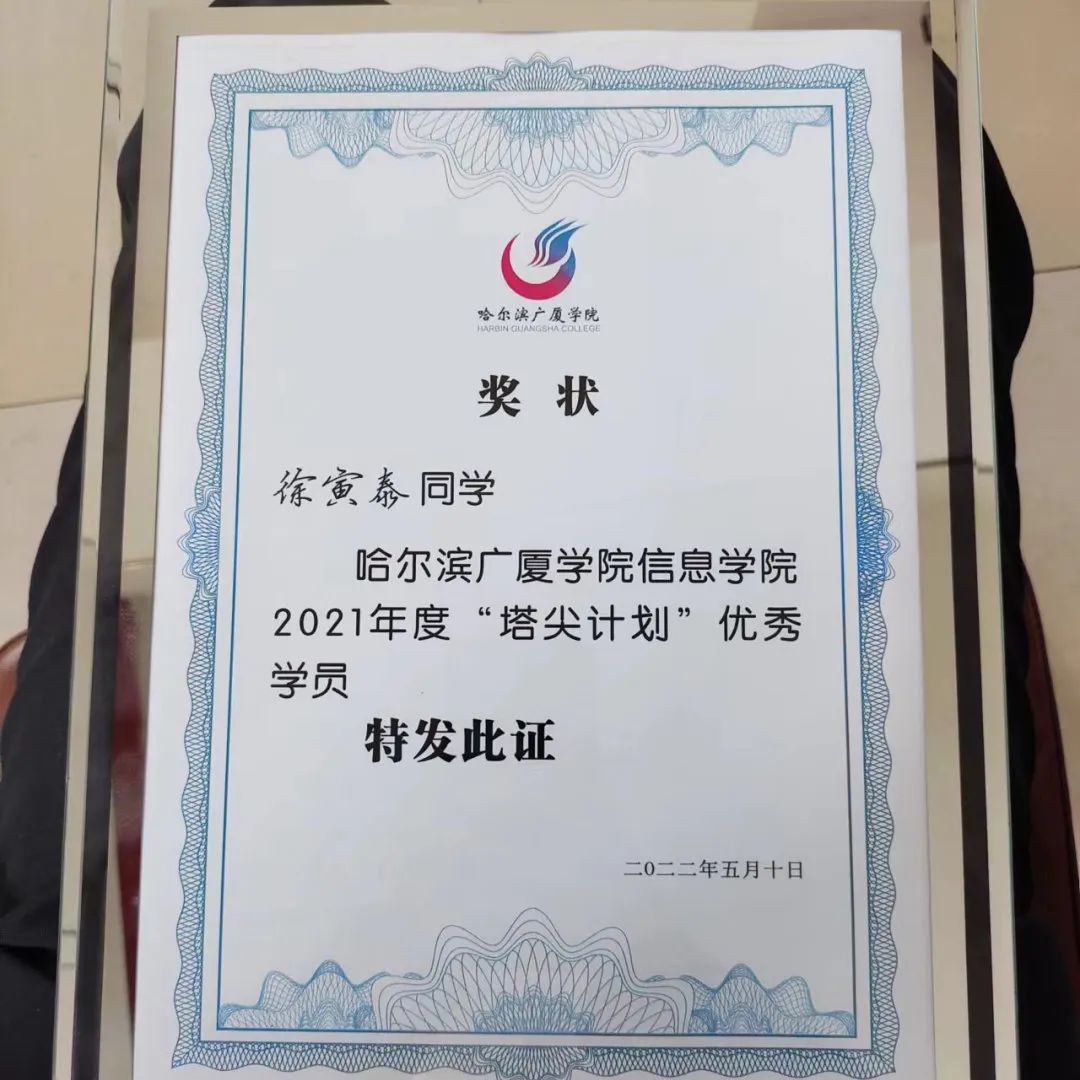 哈尔滨广厦学院
HARBIN GUANGSHA COLLEGE
奖 状
徐寅泰 同学
哈尔滨广厦学院信息学院
2021年度“塔尖计划”优秀
学员
特发此证
二〇二二年五月十日